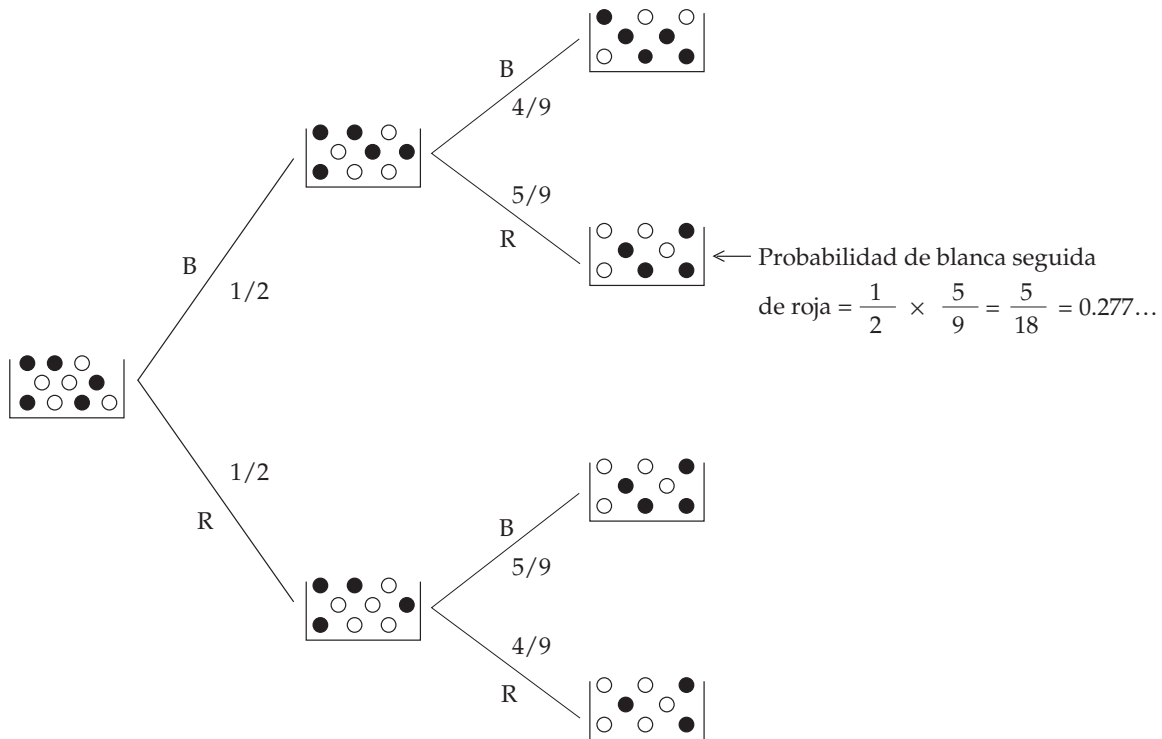 B
4/9
5/9
R
B
1/2
Probabilidad de blanca seguida
de roja = 1/2 × 5/9 = 5/18 = 0.277…
1/2
R
B
5/9
4/9
R